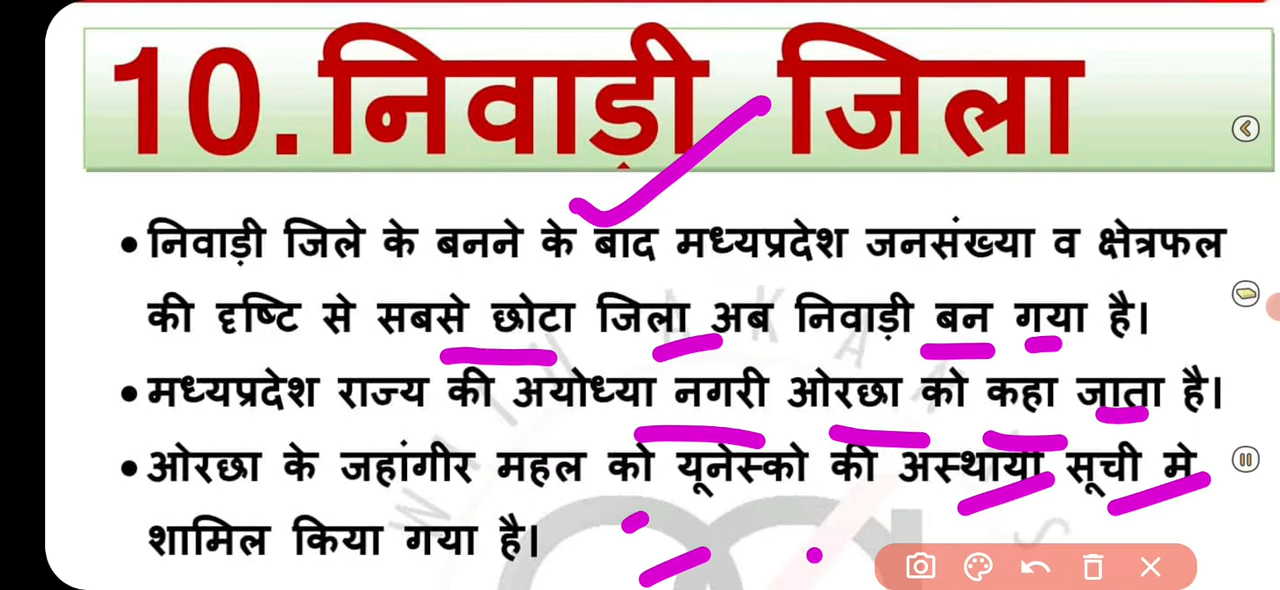 10. निवाड़ी जिला
• निवाड़ी जिले के बनने के बाद मध्यप्रदेश जनसंख्या व क्षेत्रफल
की दृष्टि से सबसे छोटा जिला अब निवाड़ी बन गया है।
• मध्यप्रदेश राज्य की अयोध्या नगरी ओरछा को कहा जाता है।
• ओरछा के जहांगीर महल को यूनेस्को की अस्थाया सूची मे
शामिल किया गया है।